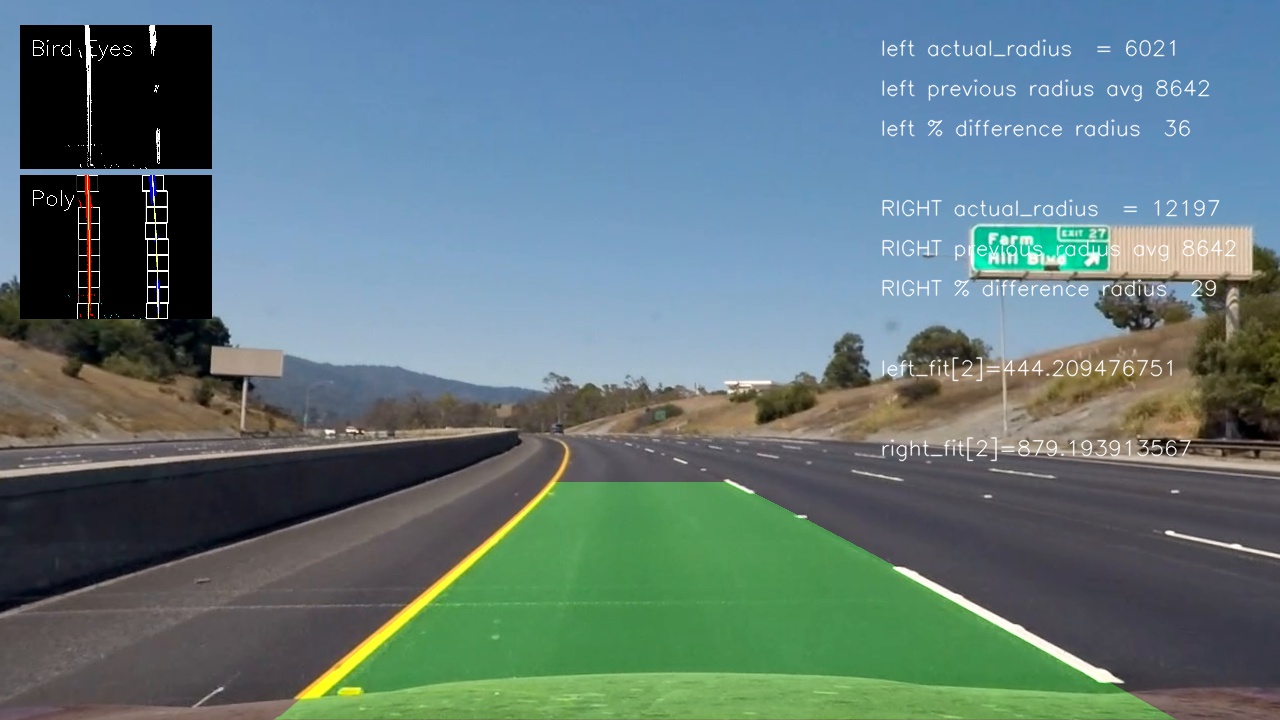 Bird Eyes
Poly
left actual_radius = 6021
left previous radius avg 8642
left % difference radius 36
RIGHT actual_radius = 12197
EXIT 27
Farm
Hill Blvd
RIGHT previous radius avg 8642
RIGHT % difference radius 29
left_fit[2]=444.209476751
right_fit[2]=879.193913567